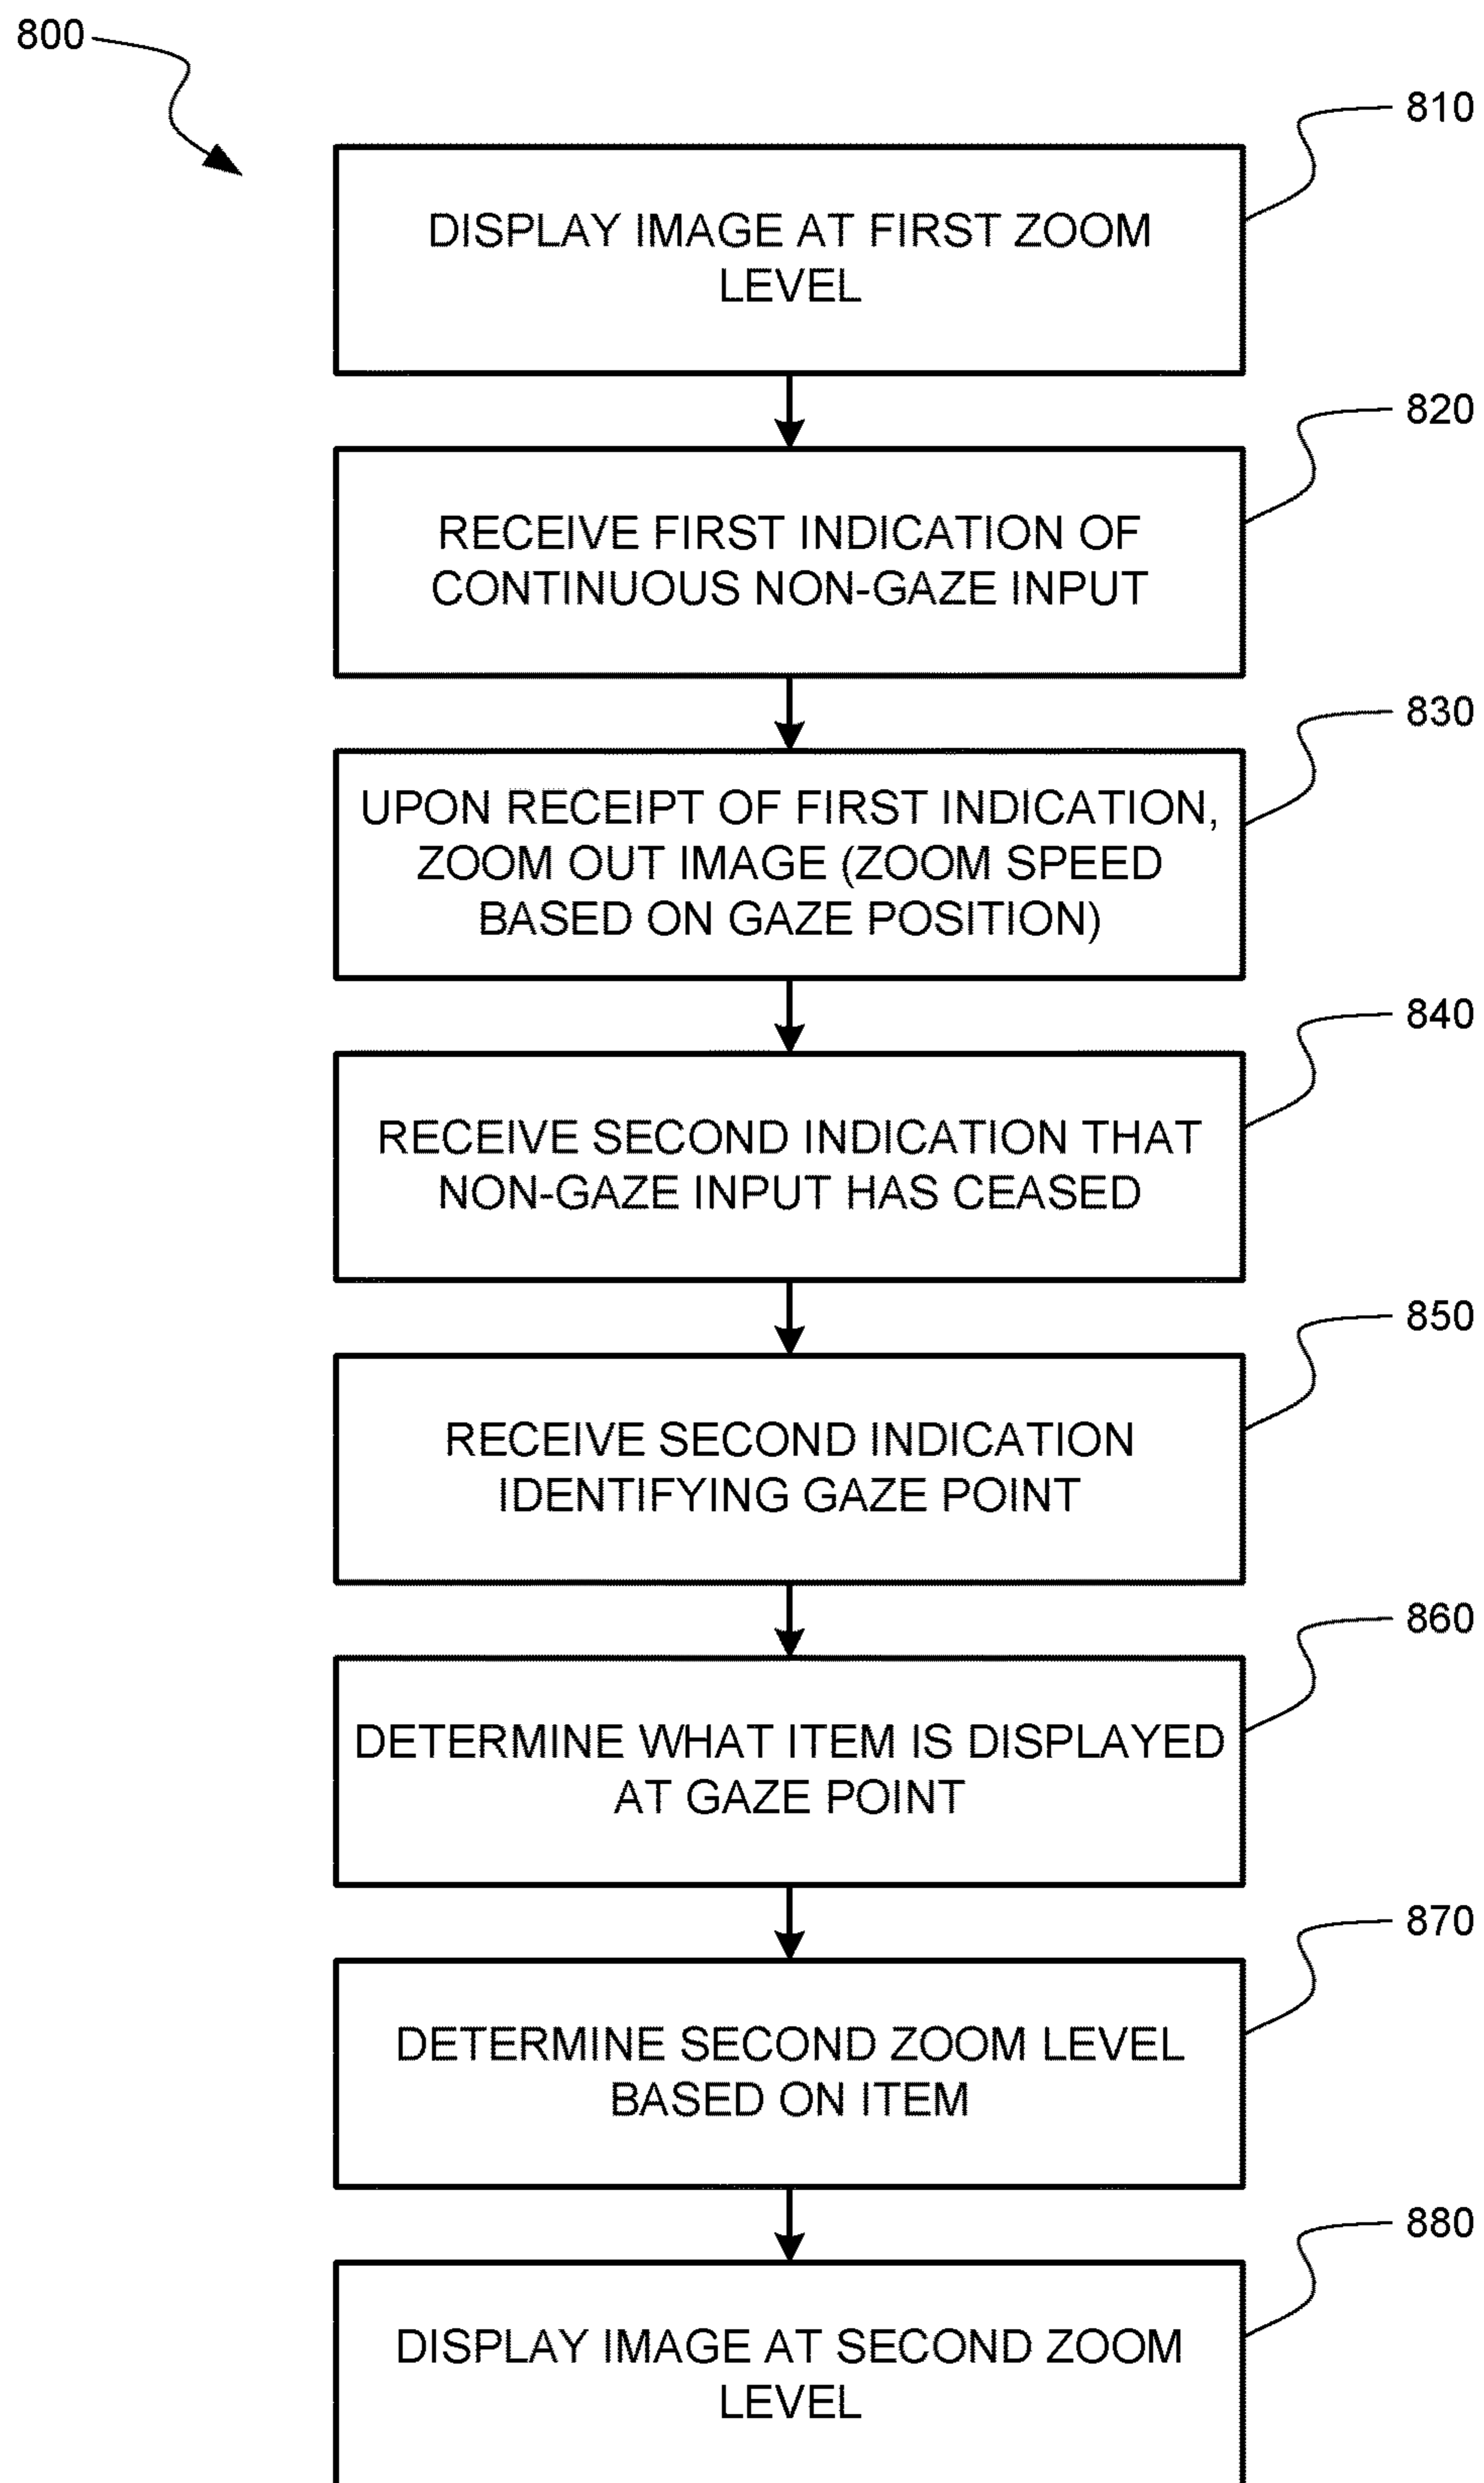 800
810
DISPLAY IMAGE AT FIRST ZOOM
LEVEL
820
RECEIVE FIRST INDICATION OF
CONTINUOUS NON-GAZE INPUT
830
UPON RECEIPT OF FIRST INDICATION,
ZOOM OUT IMAGE (ZOOM SPEED
BASED ON GAZE POSITION)
840
RECEIVE SECOND INDICATION THAT
NON-GAZE INPUT HAS CEASED
850
RECEIVE SECOND INDICATION
IDENTIFYING GAZE POINT
860
DETERMINE WHAT ITEM IS DISPLAYED
AT GAZE POINT
870
DETERMINE SECOND ZOOM LEVEL
BASED ON ITEM
880
DISPLAY IMAGE AT SECOND ZOOM
LEVEL